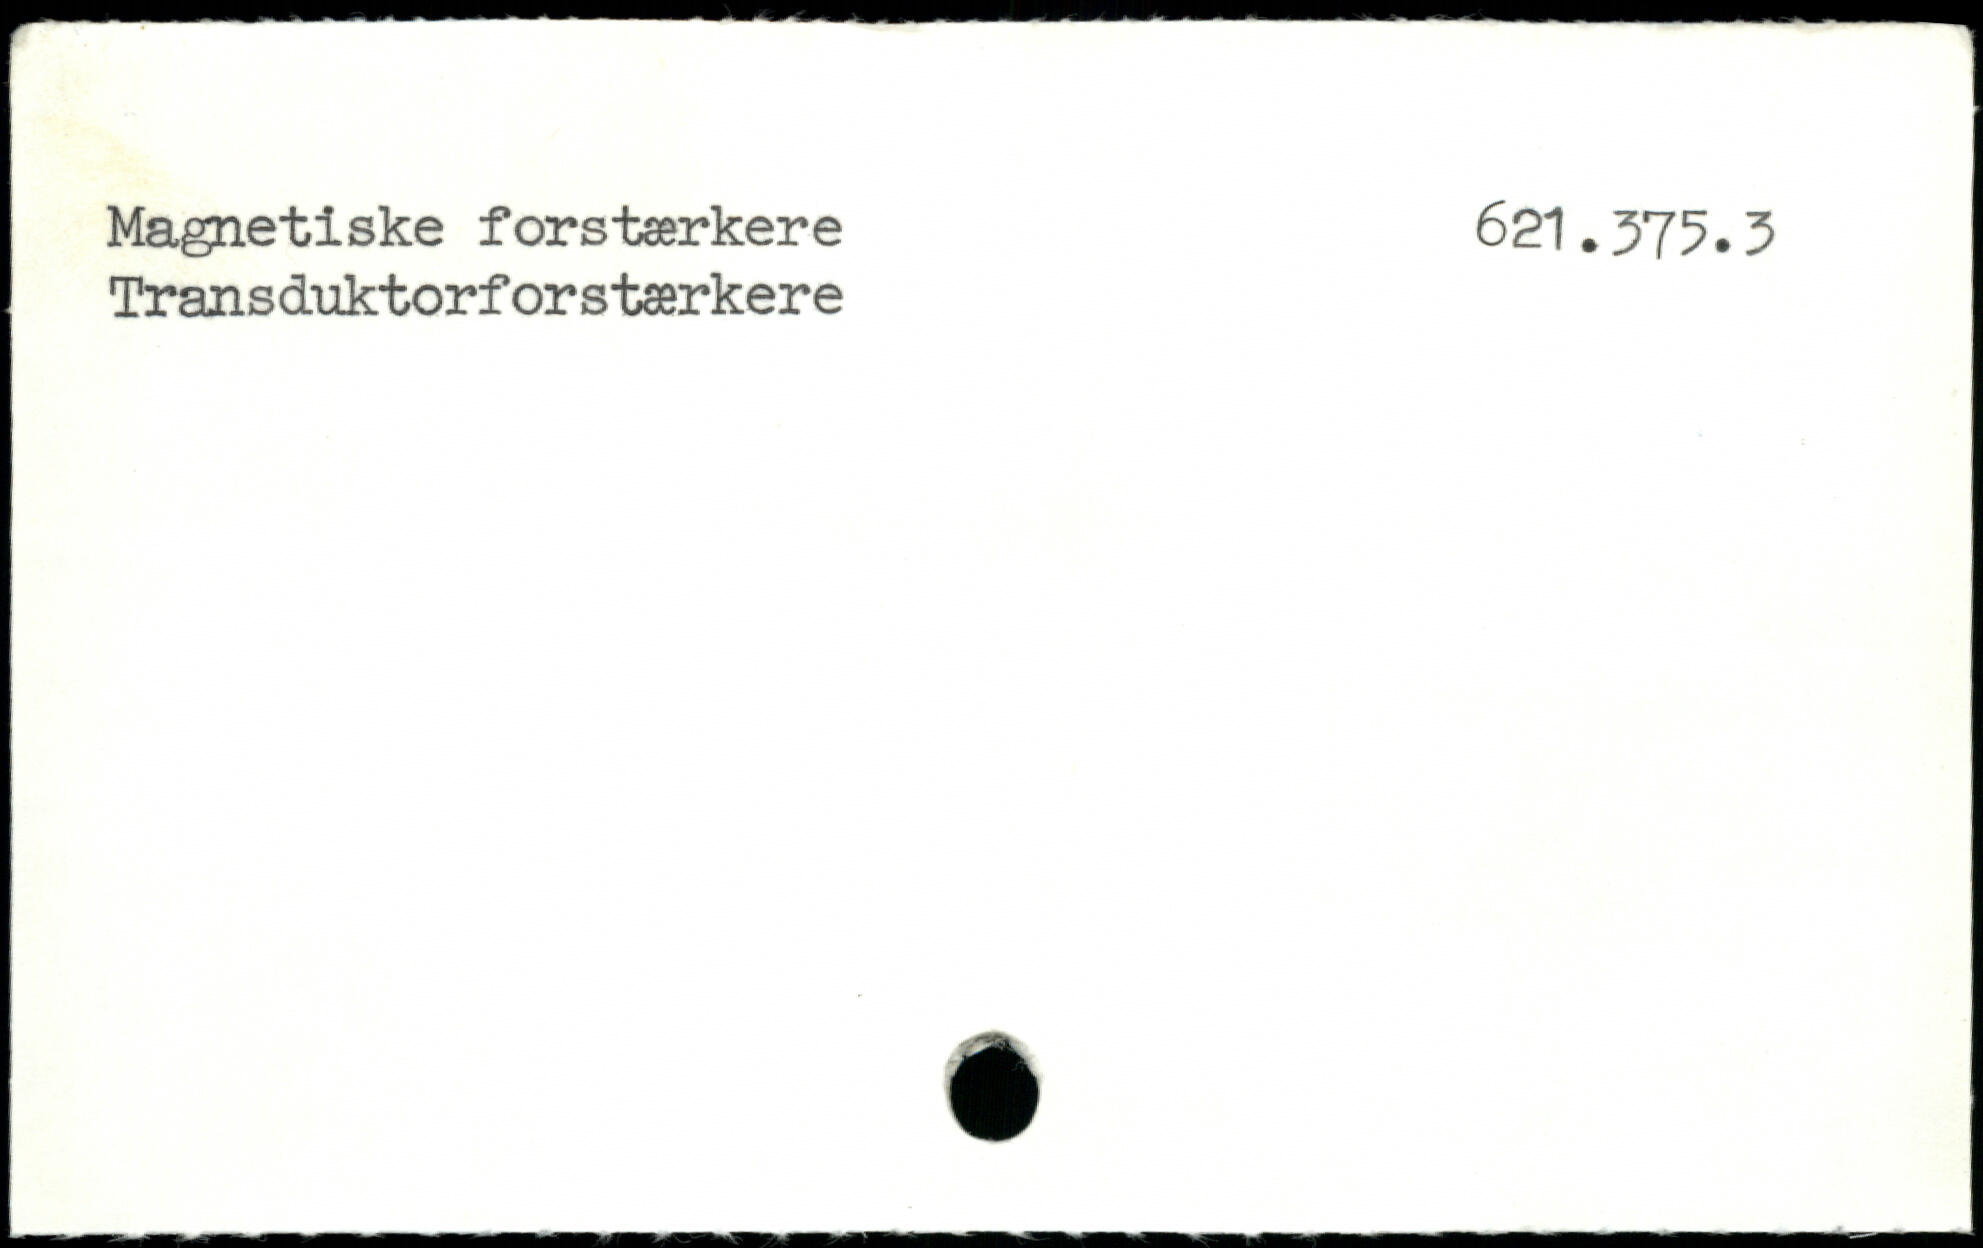 Magnetiske forstærkere 621.375.3
Transduktorforstærkere